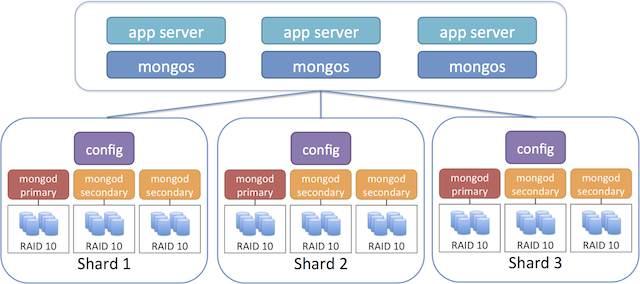 app server app server app server
mongos mongos mongos
config config config
mongod primary mongod secondary mongod secondary mongod primary mongod secondary mongod secondary mongod primary mongod secondary mongod secondary
RAID 10 RAID 10 RAID 10 RAID 10 RAID 10 RAID 10 RAID 10 RAID 10 RAID 10
Shard 1 Shard 2 Shard 3